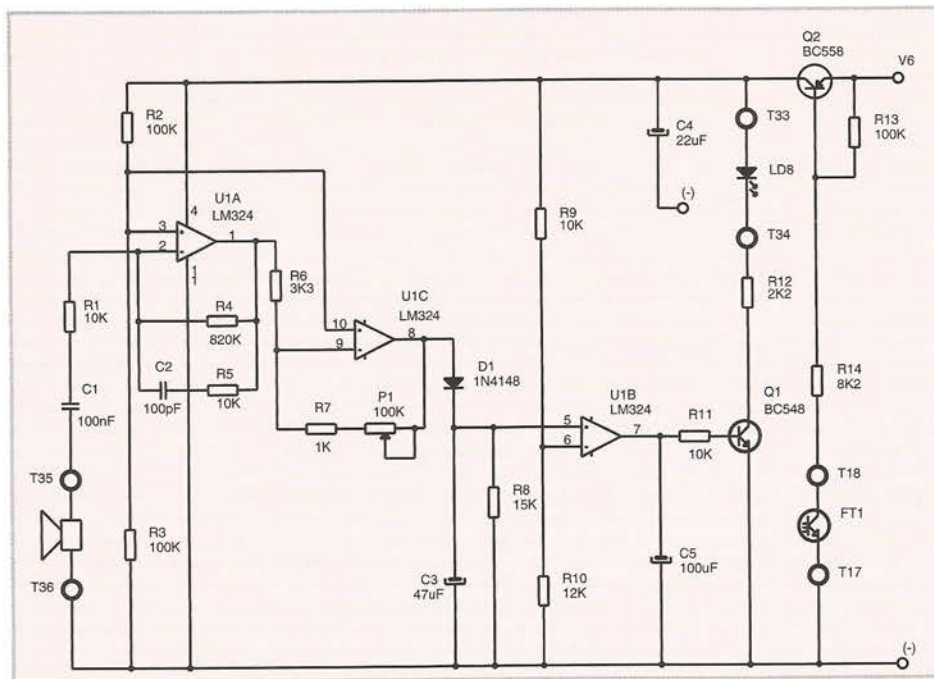 Q2
BC558
V6
R2
100K
T33
R13
100K
C4
22uF
LD8
(-)
U1A
LM324
4
3
2
1
11
R9
10K
T34
R6
3K3
R12
2K2
U1C
LM324
R1
10K
R4
820K
10
9
8
D1
1N4148
R14
8K2
C2
100pF
R5
10K
C1
100nF
P1
100K
R7
1K
U1B
LM324
Q1
BC548
5
6
7
R11
10K
T35
T18
R8
15K
FT1
R3
100K
C5
100uF
T36
C3
47uF
R10
12K
T17
(-)